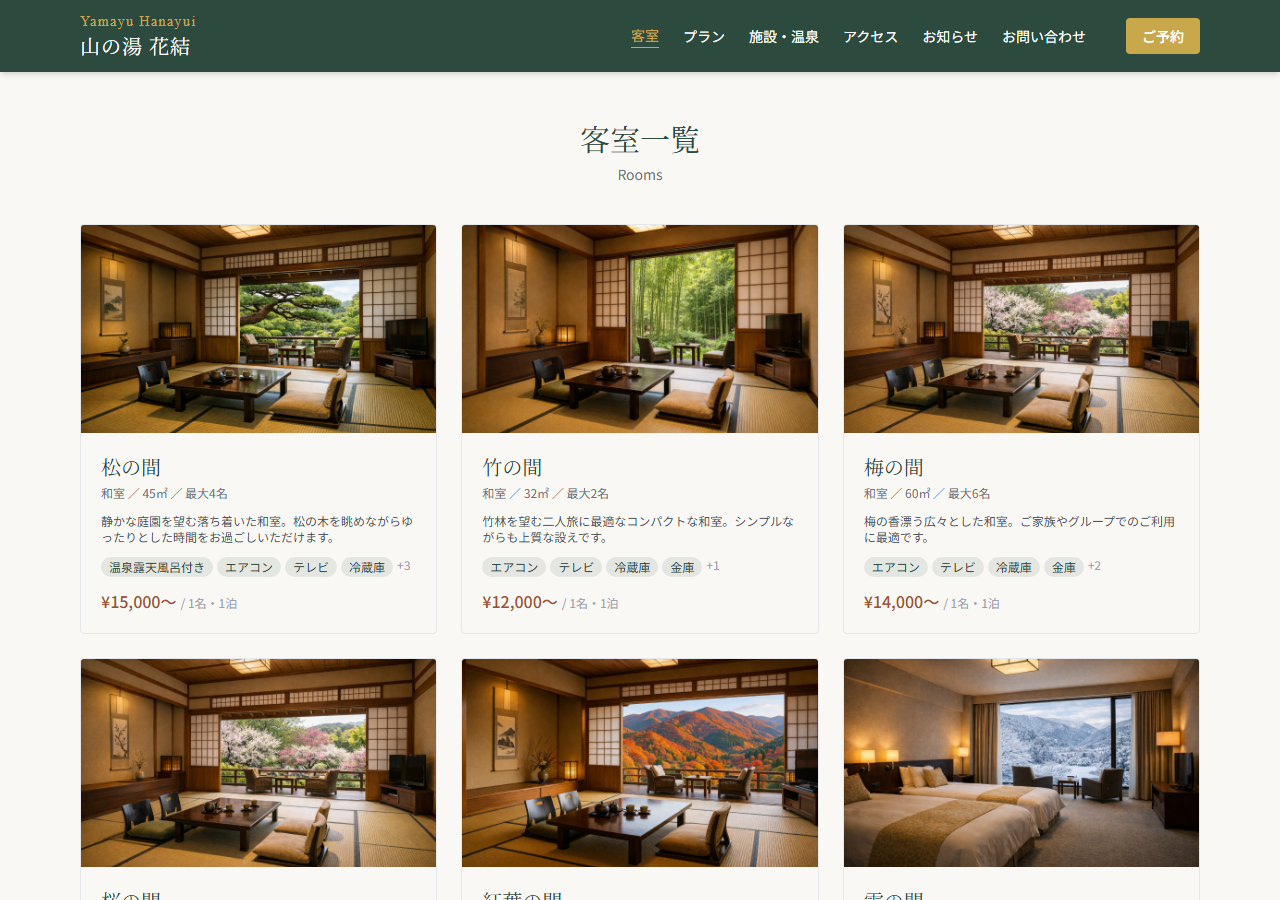 Yamayu Hanayui
山の湯 花結
客室 プラン 施設・温泉 アクセス お知らせ お問い合わせ ご予約
客室一覧
Rooms
松の間
和室 ／ 45㎡ ／ 最大4名
静かな庭園を望む落ち着いた和室。松の木を眺めながらゆ
ったりとした時間をお過ごしいただけます。
温泉露天風呂付き エアコン テレビ 冷蔵庫 +3
¥15,000〜 / 1名・1泊
竹の間
和室 ／ 32㎡ ／ 最大2名
竹林を望む二人旅に最適なコンパクトな和室。シンプルな
がらも上質な設えです。
エアコン テレビ 冷蔵庫 金庫 +1
¥12,000〜 / 1名・1泊
梅の間
和室 ／ 60㎡ ／ 最大6名
梅の香漂う広々とした和室。ご家族やグループでのご利用
に最適です。
エアコン テレビ 冷蔵庫 金庫 +2
¥14,000〜 / 1名・1泊
桜の間
紅葉の間
雪の間